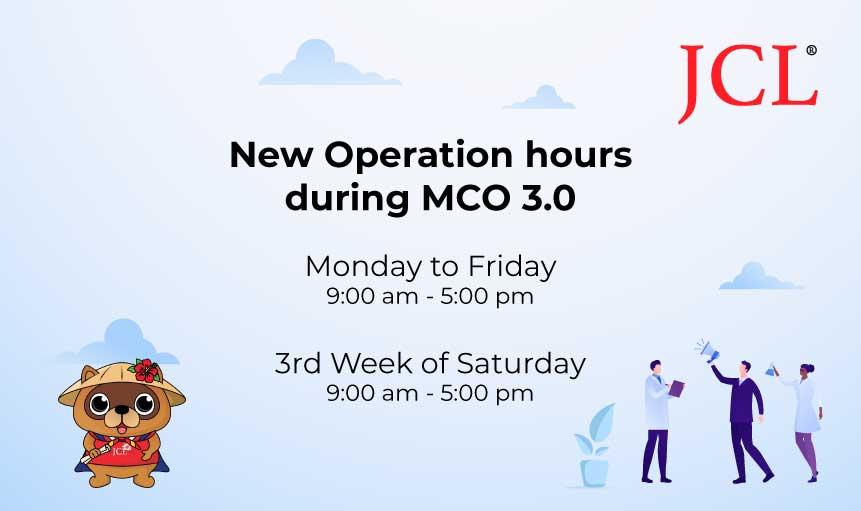 JCL®
New Operation hours
during MCO 3.0
Monday to Friday
9:00 am - 5:00 pm
3rd Week of Saturday
9:00 am - 5:00 pm
JCL